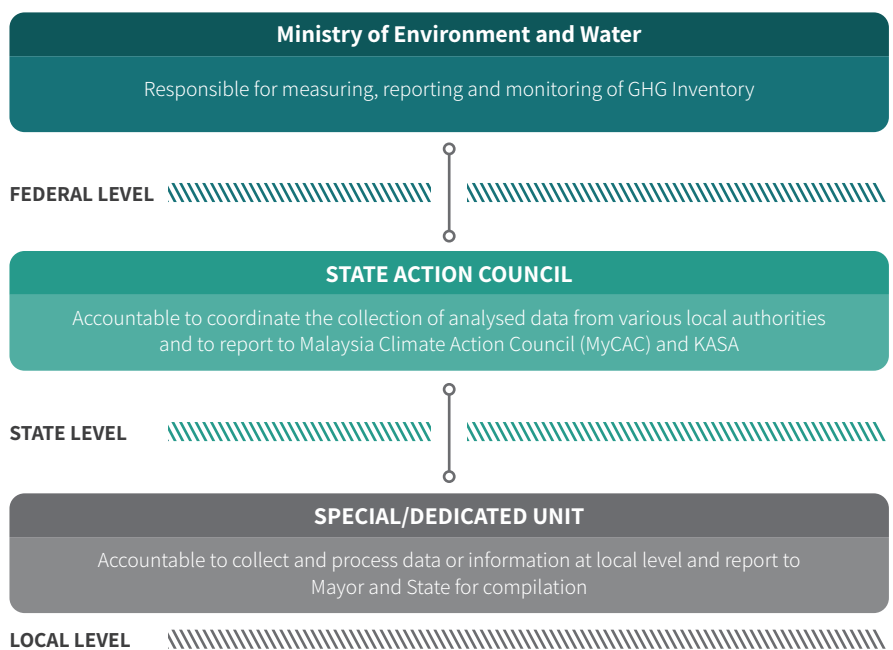 Ministry of Environment and Water
Responsible for measuring, reporting and monitoring of GHG Inventory
FEDERAL LEVEL
STATE ACTION COUNCIL
Accountable to coordinate the collection of analysed data from various local authorities
and to report to Malaysia Climate Action Council (MyCAC) and KASA
STATE LEVEL
SPECIAL/DEDICATED UNIT
Accountable to collect and process data or information at local level and report to
Mayor and State for compilation
LOCAL LEVEL